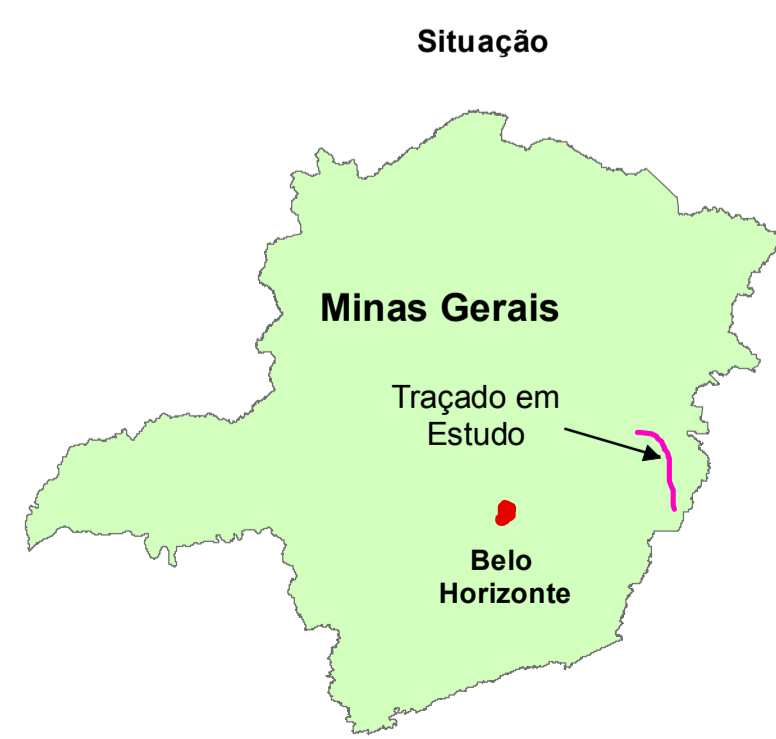 Situação
Minas Gerais
Traçado em
Estudo
Belo
Horizonte